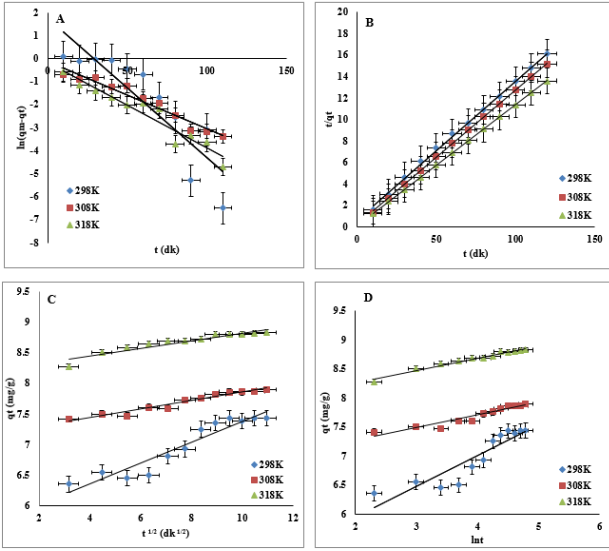 A
2
1
0
-1
-2
-3
-4
-5
-6
-7
-8
0
50
100
150
ln(qm-qt)
t (dk)
298K
308K
318K
B
20
18
16
14
12
10
8
6
4
2
0
0
50
100
150
t/qt
t (dk)
298K
308K
318K
C
9
8.5
8
7.5
7
6.5
6
2
4
6
8
10
12
qt (mg/g)
t 1/2 (dk1/2)
298K
308K
318K
D
9.5
9
8.5
8
7.5
7
6.5
6
2
3
4
5
6
qt (mg/g)
lnt
298K
308K
318K